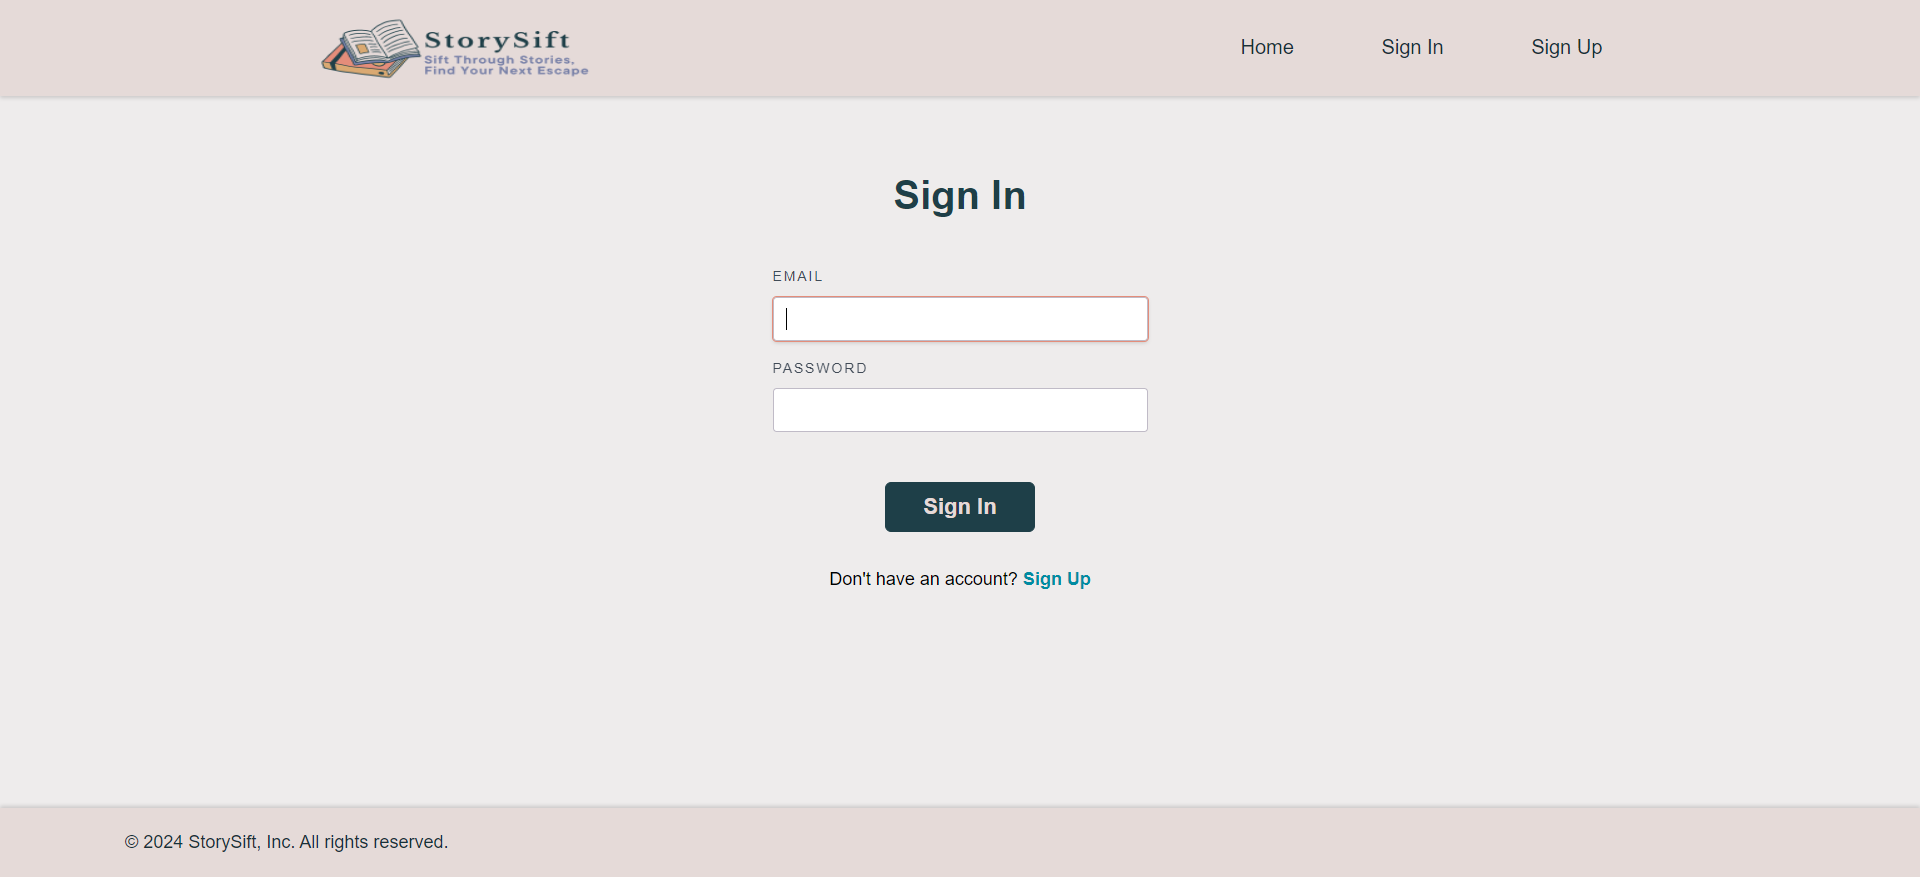 StorySift
Sift Through Stories,
Find Your Next Escape
Home
Sign In
Sign Up
Sign In
EMAIL
PASSWORD
Sign In
Don't have an account? Sign Up
© 2024 StorySift, Inc. All rights reserved.